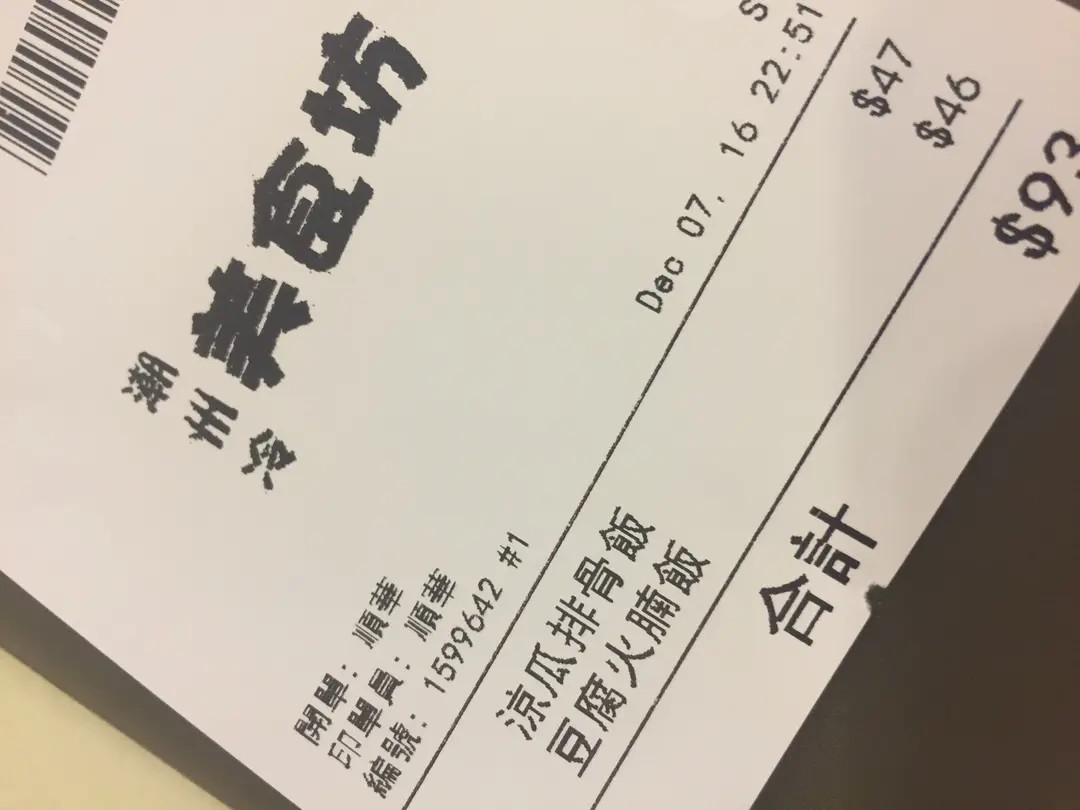 潮州冷
美食坊
開單: 順華
印單員: 順華
編號: 1599642 #1
Dec 07, 16 22:51
涼瓜排骨飯 $47
豆腐火腩飯 $46
合計 $93